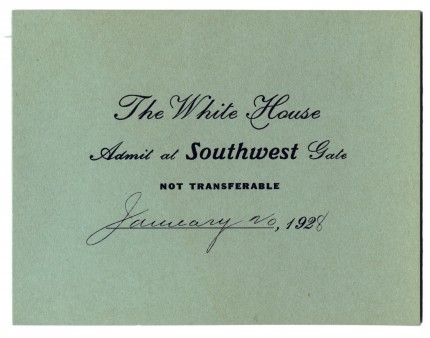 The White House
Admit at Southwest Gate
NOT TRANSFERABLE
January 20, 1928